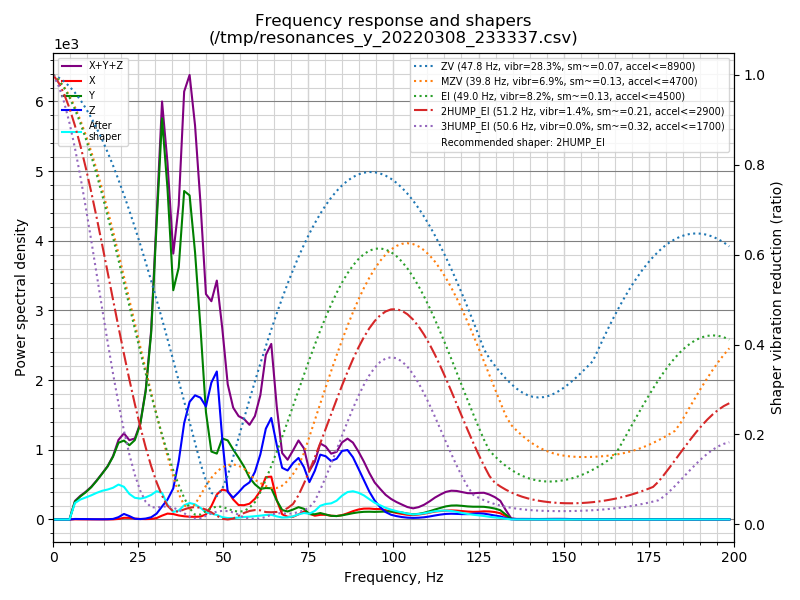 Frequency response and shapers
(/tmp/resonances_y_20220308_233337.csv)
1e3
X+Y+Z
X
Y
Z
After
shaper
ZV (47.8 Hz, vibr=28.3%, sm~=0.07, accel<=8900)
MZV (39.8 Hz, vibr=6.9%, sm~=0.13, accel<=4700)
EI (49.0 Hz, vibr=8.2%, sm~=0.13, accel<=4500)
2HUMP_EI (51.2 Hz, vibr=1.4%, sm~=0.21, accel<=2900)
3HUMP_EI (50.6 Hz, vibr=0.0%, sm~=0.32, accel<=1700)
Recommended shaper: 2HUMP_EI
Power spectral density
6
5
4
3
2
1
0
1.0
0.8
0.6
0.4
0.2
0.0
Shaper vibration reduction (ratio)
0 25 50 75 100 125 150 175 200
Frequency, Hz